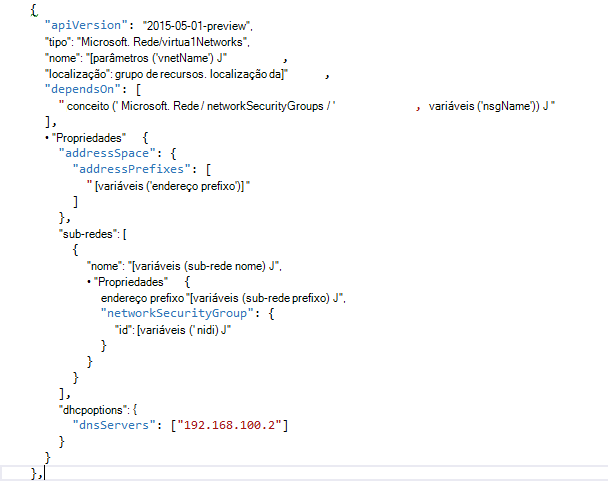 {
"apiVersion": "2015-05-01-preview",
"tipo": "Microsoft. Rede/virtua1Networks",
"nome": "[parâmetros ('vnetName') J" ,
"localização": grupo de recursos. localização da]" ,
"dependsOn": [
" conceito (' Microsoft. Rede / networkSecurityGroups / ' , variáveis ('nsgName')) J "
],
• "Propriedades" {
"addressSpace": {
"addressPrefixes": [
" [variáveis ('endereço prefixo')]"
]
},
"sub-redes": [
{
"nome": "[variáveis (sub-rede nome) J",
• "Propriedades" {
endereço prefixo "[variáveis (sub-rede prefixo) J",
"networkSecurityGroup": {
"id": [variáveis (' nidi) J"
}
}
}
],
"dhcpoptions": {
"dnsServers": ["192.168.100.2"]
}
}
},